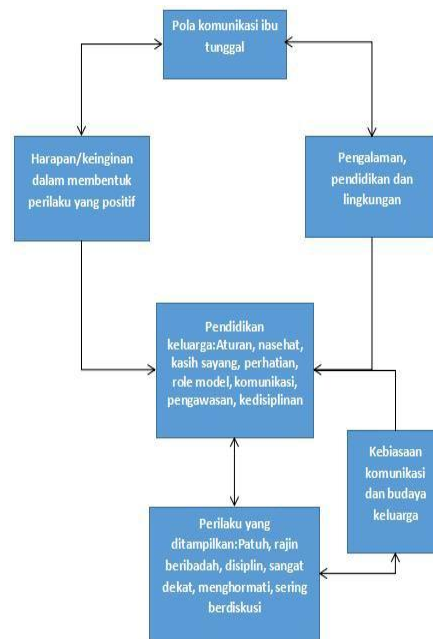 Pola komunikasi ibu
tunggal
Harapan/keinginan
dalam membentuk
perilaku yang positif
Pengalaman,
pendidikan dan
lingkungan
Pendidikan
keluarga:Aturan, nasehat,
kasih sayang, perhatian,
role model, komunikasi,
pengawasan, kedisiplinan
Kebiasaan
komunikasi
dan budaya
keluarga
Perilaku yang
ditampilkan:Patuh, rajin
beribadah, disiplin, sangat
dekat, menghormati, sering
berdiskusi